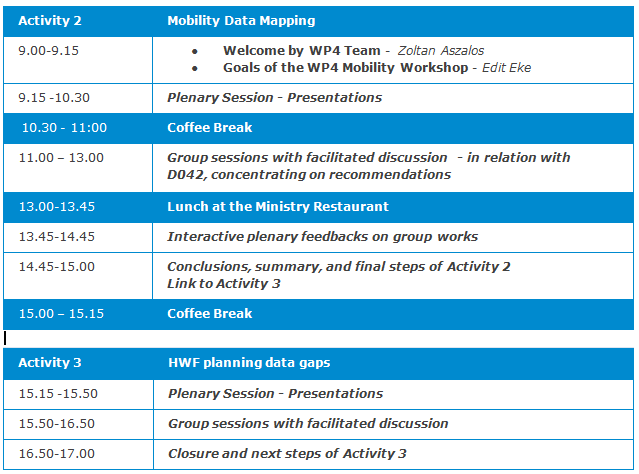 Activity 2 Mobility Data Mapping
9.00-9.15 • Welcome by WP4 Team - Zoltan Aszalos
• Goals of the WP4 Mobility Workshop - Edit Eke
9.15 -10.30 Plenary Session - Presentations
10.30 - 11:00 Coffee Break
11.00 – 13.00 Group sessions with facilitated discussion - in relation with
D042, concentrating on recommendations
13.00-13.45 Lunch at the Ministry Restaurant
13.45-14.45 Interactive plenary feedbacks on group works
14.45-15.00 Conclusions, summary, and final steps of Activity 2
Link to Activity 3
15.00 – 15.15 Coffee Break
Activity 3 HWF planning data gaps
15.15 -15.50 Plenary Session - Presentations
15.50-16.50 Group sessions with facilitated discussion
16.50-17.00 Closure and next steps of Activity 3